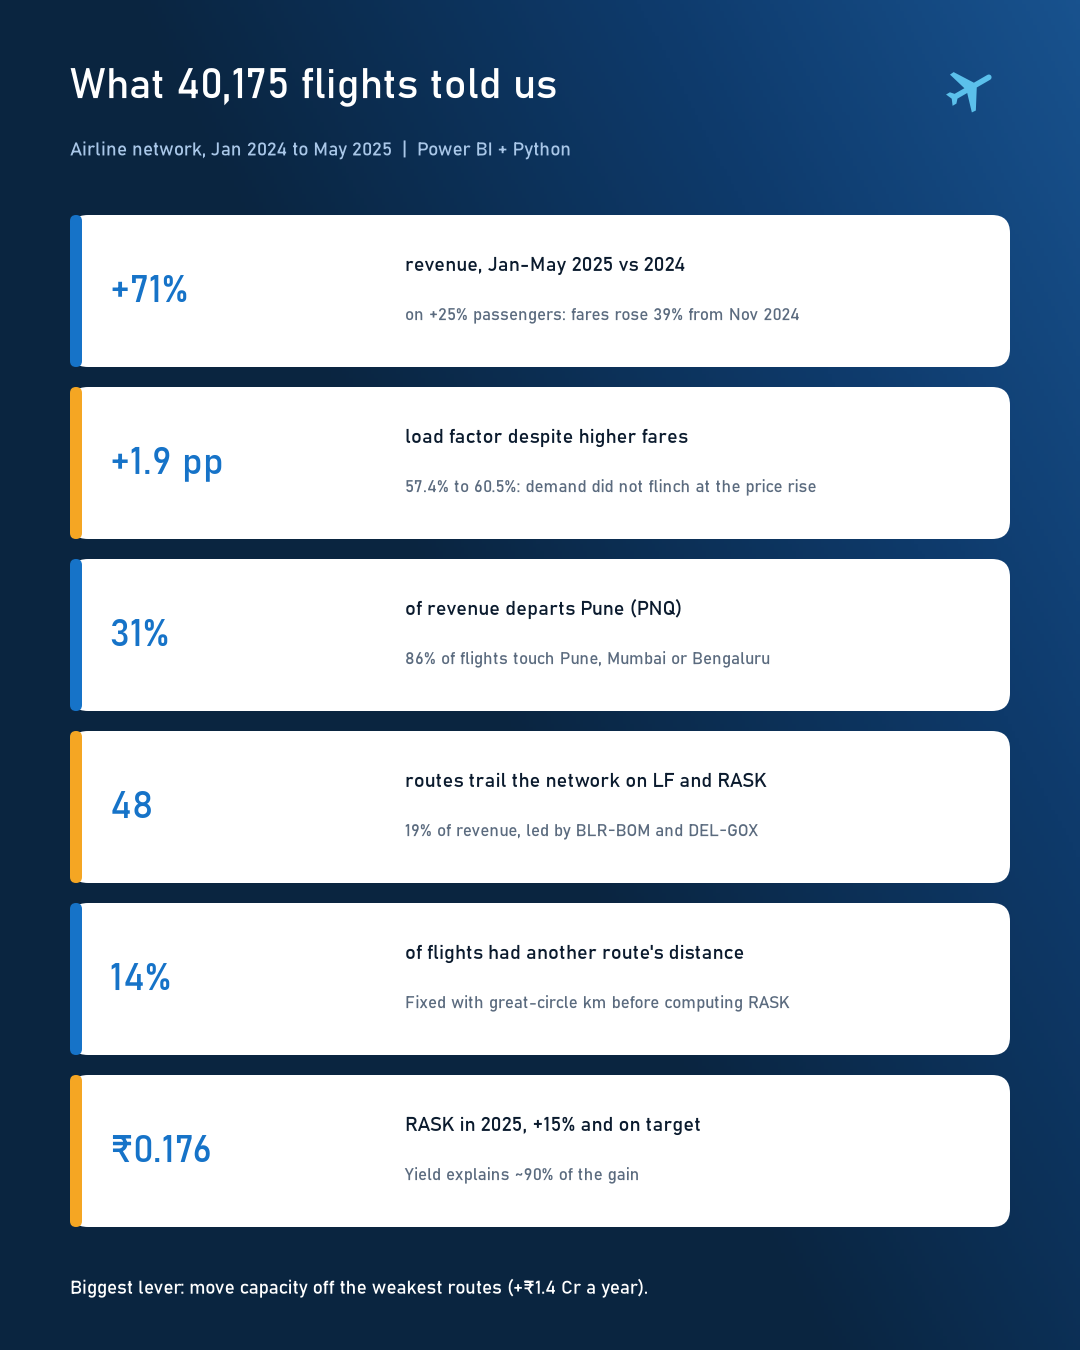 What 40,175 flights told us
Airline network, Jan 2024 to May 2025 | Power BI + Python
+71%
revenue, Jan-May 2025 vs 2024
on +25% passengers: fares rose 39% from Nov 2024
+1.9 pp
load factor despite higher fares
57.4% to 60.5%: demand did not flinch at the price rise
31%
of revenue departs Pune (PNQ)
86% of flights touch Pune, Mumbai or Bengaluru
48
routes trail the network on LF and RASK
19% of revenue, led by BLR-BOM and DEL-GOX
14%
of flights had another route's distance
Fixed with great-circle km before computing RASK
₹0.176
RASK in 2025, +15% and on target
Yield explains ~90% of the gain
Biggest lever: move capacity off the weakest routes (+₹1.4 Cr a year).